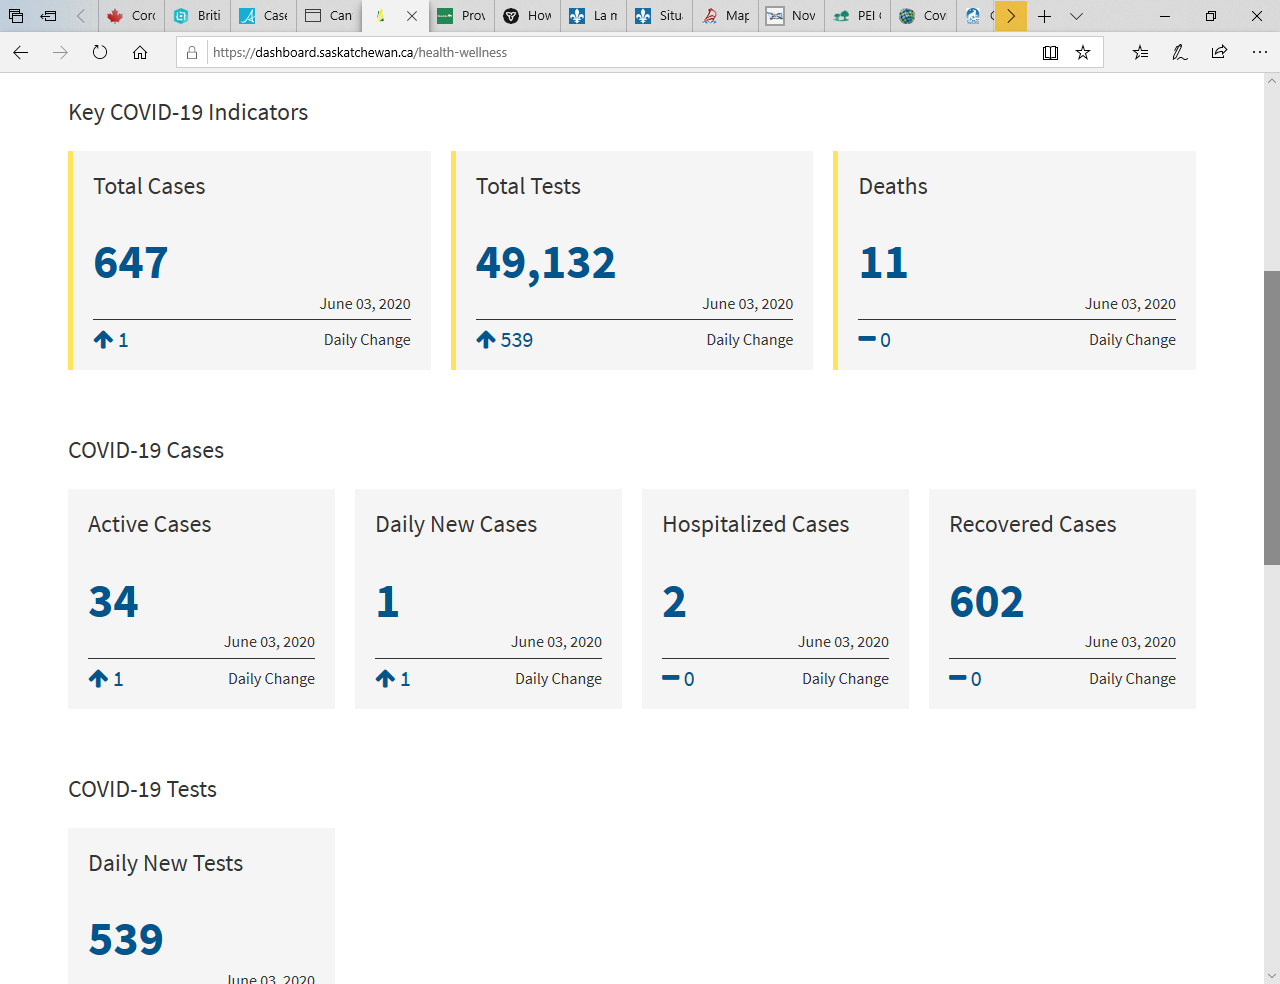 Coro
Briti
Case
Can
Prov
How
La m
Situ
Map
Nov
PEI
Covi
https://dashboard.saskatchewan.ca/health-wellness
Key COVID-19 Indicators
Total Cases
647
June 03, 2020
1 Daily Change
Total Tests
49,132
June 03, 2020
539 Daily Change
Deaths
11
June 03, 2020
0 Daily Change
COVID-19 Cases
Active Cases
34
June 03, 2020
1 Daily Change
Daily New Cases
1
June 03, 2020
1 Daily Change
Hospitalized Cases
2
June 03, 2020
0 Daily Change
Recovered Cases
602
June 03, 2020
0 Daily Change
COVID-19 Tests
Daily New Tests
539
June 03, 2020